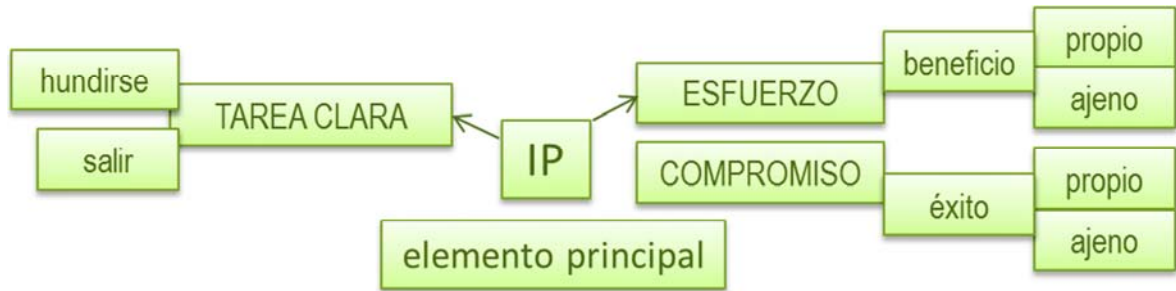 hundirse
salir
TAREA CLARA
IP
elemento principal
ESFUERZO
beneficio
propio
ajeno
COMPROMISO
éxito
propio
ajeno